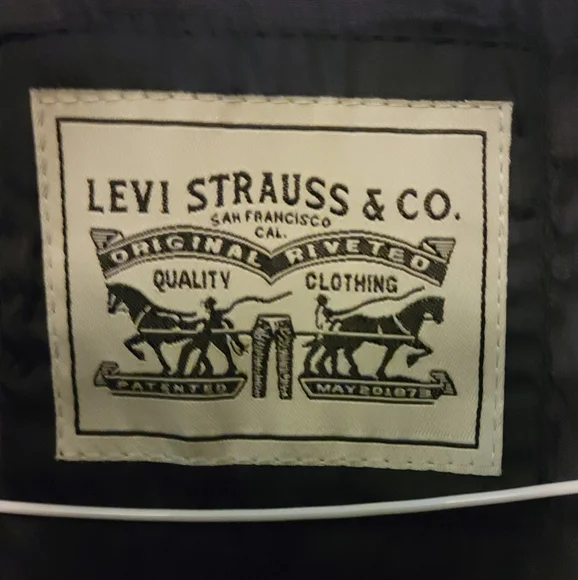 LEVI STRAUSS & CO.
SAN FRANCISCO
CAL.
ORIGINAL RIVETED
QUALITY CLOTHING
PATENTED MAY 20 1873